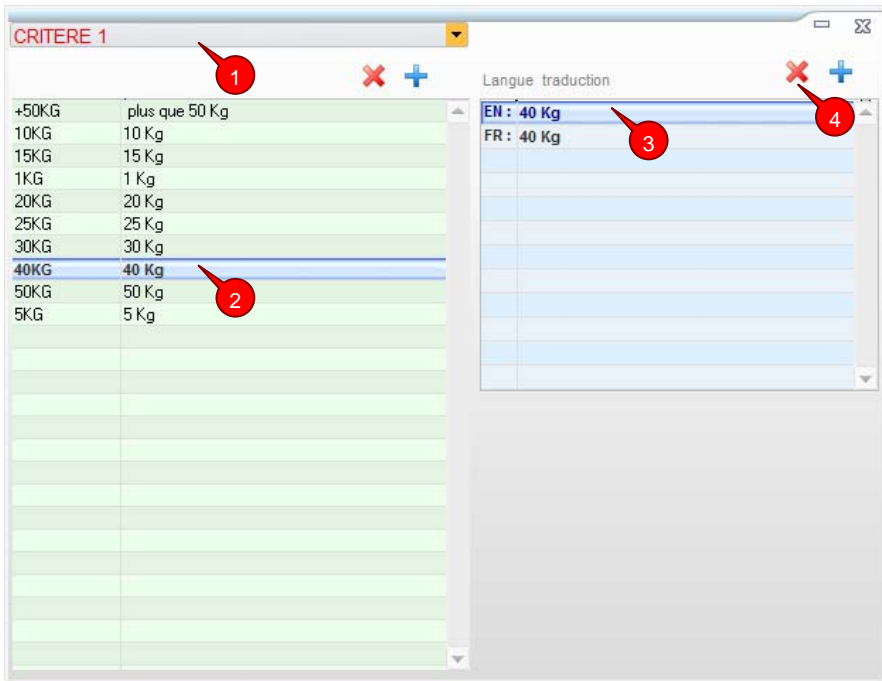 CRITERE 1
1
Langue traduction
4
+50KG plus que 50 Kg
10KG 10 Kg
15KG 15 Kg
1KG 1 Kg
20KG 20 Kg
25KG 25 Kg
30KG 30 Kg
40KG 40 Kg
50KG 50 Kg
5KG 5 Kg
2
EN : 40 Kg
FR : 40 Kg
3